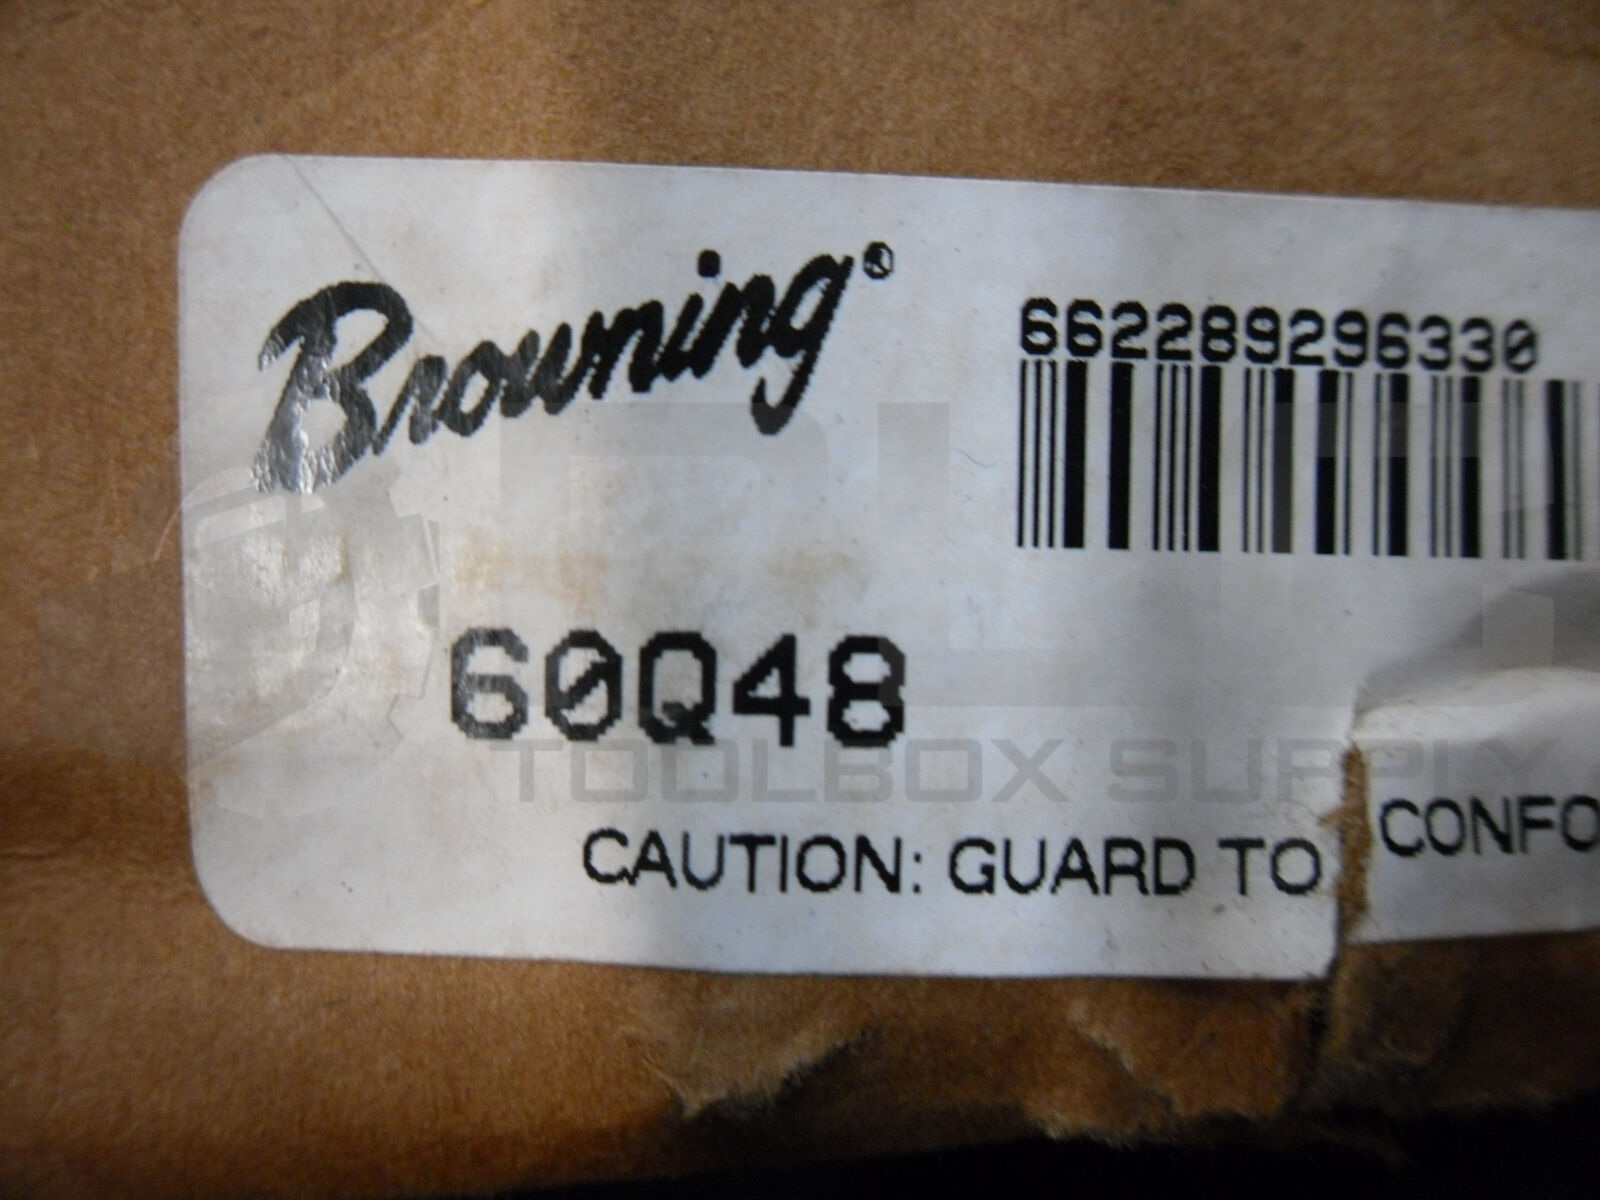 Browning®
662289296330
60Q48
TOOLBOX SUPPLY
CAUTION: GUARD TO CONFO